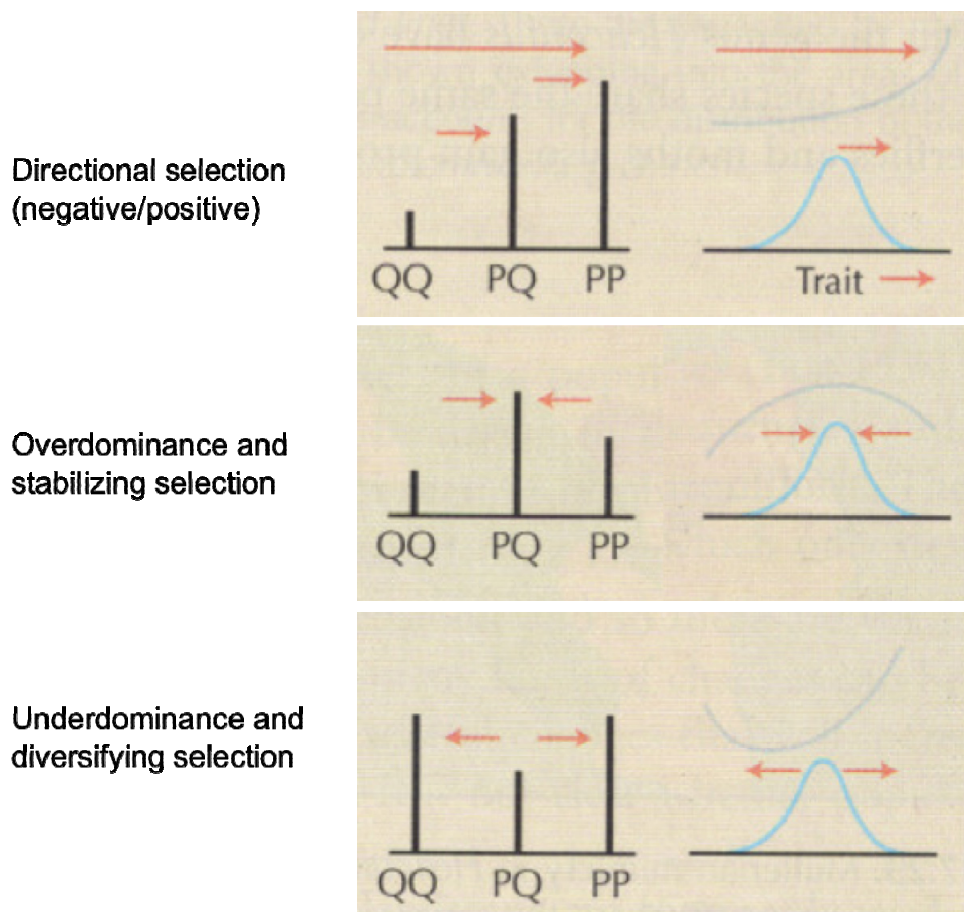 Directional selection
(negative/positive)
QQ PQ PP
Trait
Overdominance and
stabilizing selection
QQ PQ PP
Underdominance and
diversifying selection
QQ PQ PP